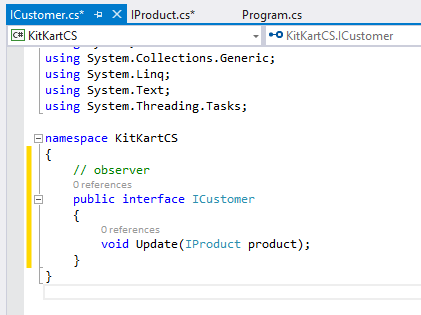 ICustomer.cs* IProduct.cs* Program.cs
C# KitKartCS KitKartCS.ICustomer
using System.Collections.Generic;
using System.Linq;
using System.Text;
using System.Threading.Tasks;
namespace KitKartCS
{
// observer
0 references
public interface ICustomer
{
0 references
void Update(IProduct product);
}
}